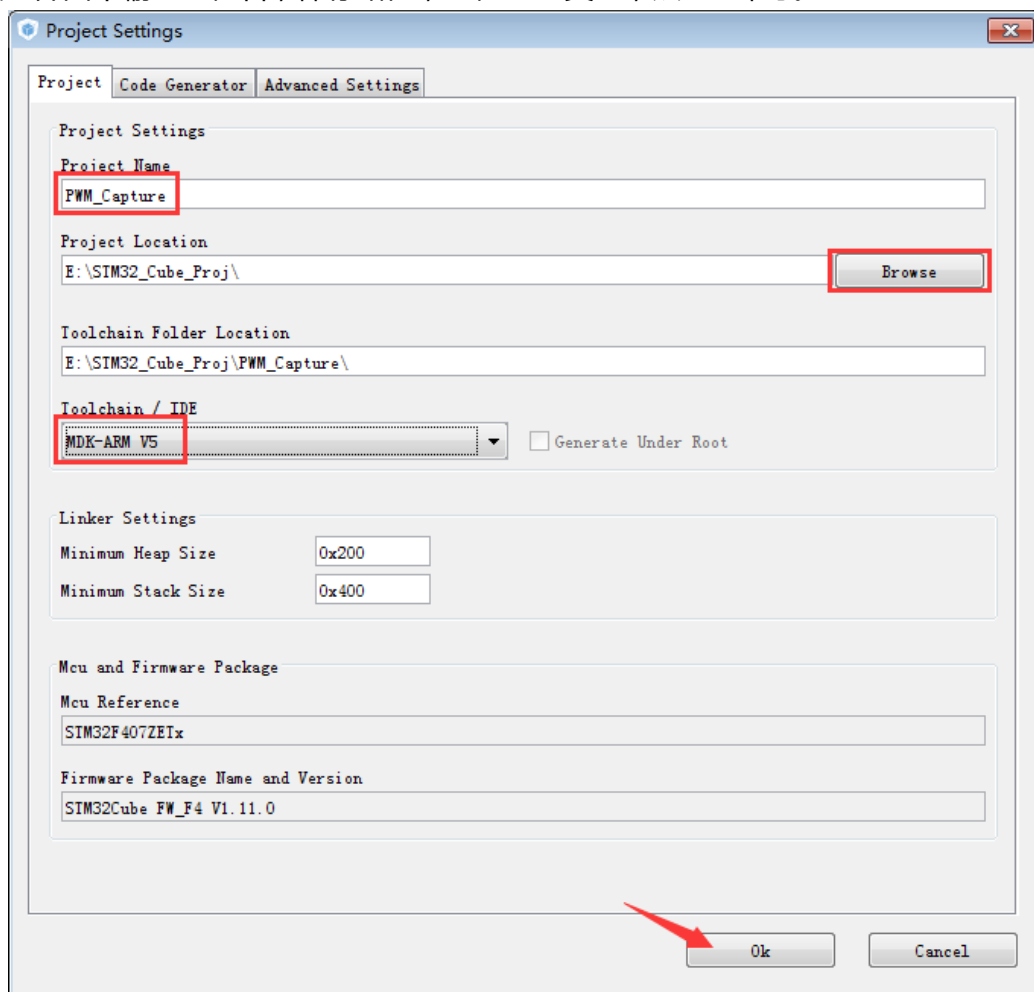 Project Settings
Project Code Generator Advanced Settings
Project Settings
Project Name
PWM_Capture
Project Location
E:\STM32_Cube_Proj\ Browse
Toolchain Folder Location
E:\STM32_Cube_Proj\PWM_Capture\
Toolchain / IDE
MDK-ARM V5 Generate Under Root
Linker Settings
Minimum Heap Size 0x200
Minimum Stack Size 0x400
Mcu and Firmware Package
Mcu Reference
STM32F407ZETx
Firmware Package Name and Version
STM32Cube FW_F4 V1.11.0
Ok Cancel